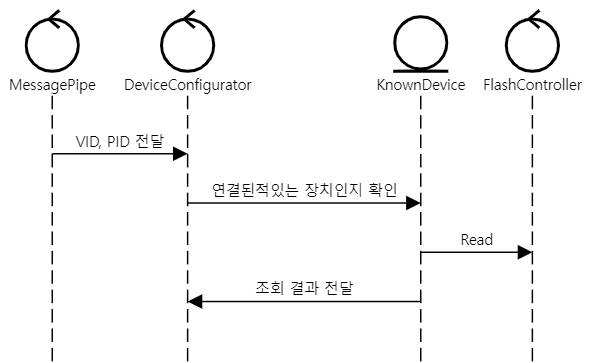 MessagePipe
DeviceConfigurator
KnownDevice
FlashController
VID, PID 전달
연결된적있는 장치인지 확인
Read
조회 결과 전달